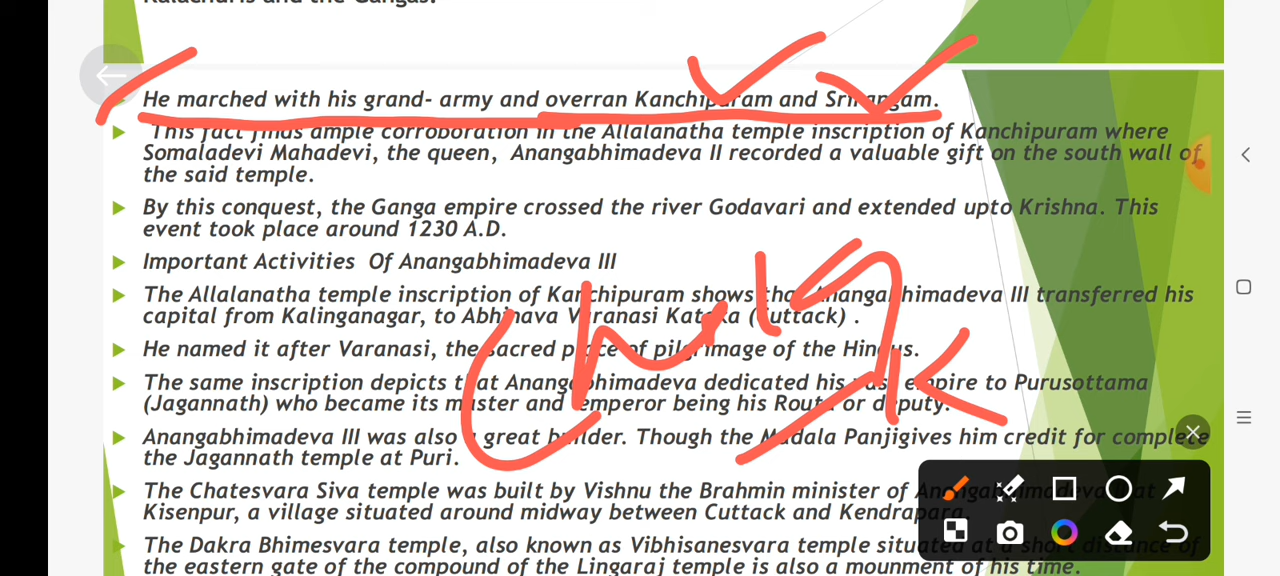 Kalachuris and the Gangas.
He marched with his grand- army and overran Kanchipuram and Srirangam.
This fact finds ample corroboration in the Allalanatha temple inscription of Kanchipuram where
Somaladevi Mahadevi, the queen, Anangabhimadeva II recorded a valuable gift on the south wall of
the said temple.
By this conquest, the Ganga empire crossed the river Godavari and extended upto Krishna. This
event took place around 1230 A.D.
Important Activities Of Anangabhimadeva III
The Allalanatha temple inscription of Kanchipuram shows that Anangabhimadeva III transferred his
capital from Kalinganagar, to Abhinava Varanasi Kataka (Cuttack) .
He named it after Varanasi, the sacred place of pilgrimage of the Hindus.
The same inscription depicts that Anangabhimadeva dedicated his vast empire to Purusottama
(Jagannath) who became its master and emperor being his Routa or deputy.
Anangabhimadeva III was also a great builder. Though the Madala Panjigives him credit for complete
the Jagannath temple at Puri.
The Chatesvara Siva temple was built by Vishnu the Brahmin minister of Anangabhimadeva at
Kisenpur, a village situated around midway between Cuttack and Kendrapara.
The Dakra Bhimesvara temple, also known as Vibhisanesvara temple situated at a short distance of
the eastern gate of the compound of the Lingaraj temple is also a mounment of his time.